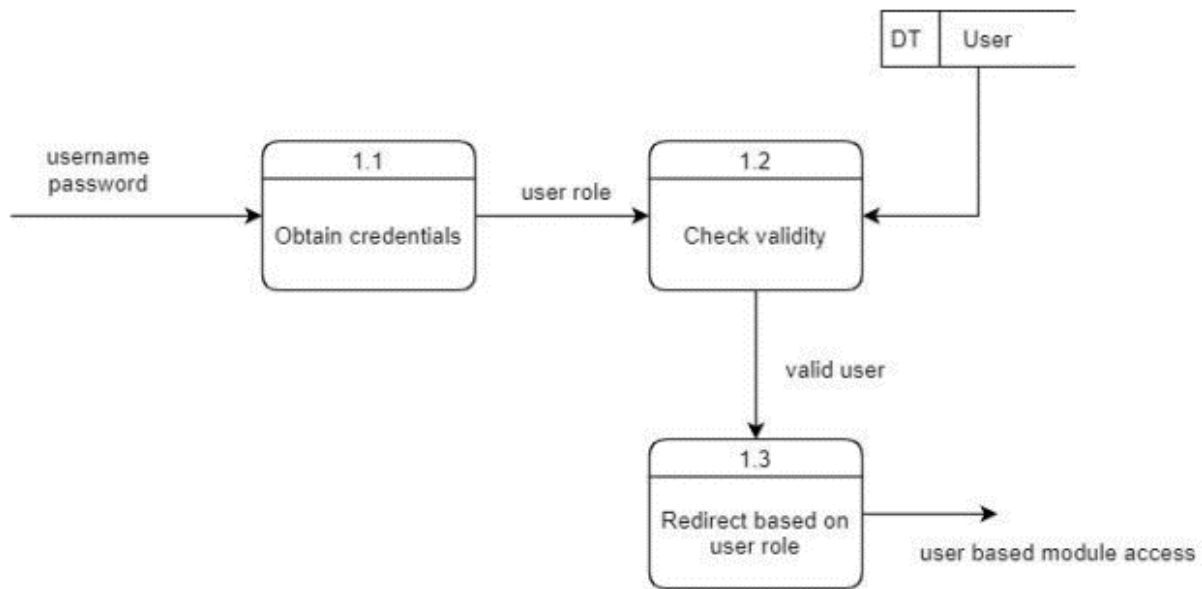 DT User
username
password
1.1
Obtain credentials
user role
1.2
Check validity
valid user
1.3
Redirect based on
user role
user based module access